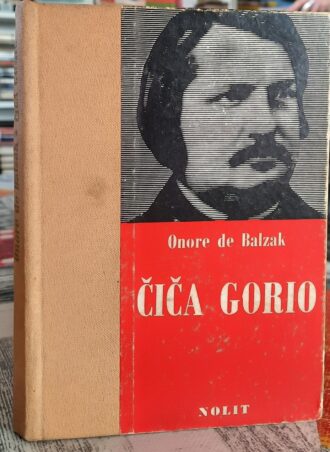 Onore de Balzak
ČIČA GORIO
NOLIT